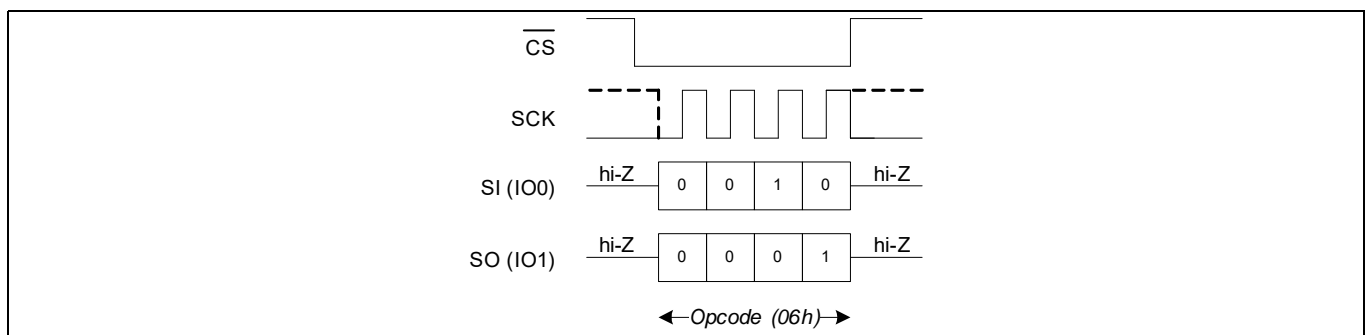 CS
SCK
hi-Z hi-Z
SI (IO0) 0 0 1 0
hi-Z hi-Z
SO (IO1) 0 0 0 1
Opcode (06h)